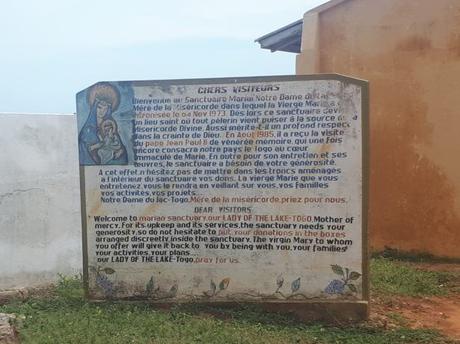 CHERS VISITEURS
Bienvenue au Sanctuaire Marial Notre Dame du Lac
Mère de la Miséricorde dans lequel la Vierge Marie a
intronisée le 04 Nov 1973. Dès lors ce sanctuaire
un lieu saint où tout pèlerin vient puiser à la source
Miséricorde Divine. Aussi mérite-t-il un profond respect
dans la crainte de Dieu. En Août 1985, il a reçu la visite
du pape Jean Paul II de vénérée mémoire, qui une fois
encore consacra notre pays le Togo au cœur
Immaculé de Marie. En outre pour son entretien et ses
œuvres, le sanctuaire a besoin de votre générosité.
A cet effet n'hésitez pas de mettre dans les troncs aménagés
à l'intérieur du sanctuaire vos dons. La vierge Marie que vous
entretenez vous le rendra en veillant sur vous, vos familles
vos activités, vos projets...
Notre Dame du lac-Togo, Mère de la miséricorde, priez pour nous.
DEAR VISITORS
Welcome to marian sanctuary, our LADY OF THE LAKE-TOGO, Mother of
mercy. For its upkeep and its services, the sanctuary needs your
generosity, so do not hesitate to put your donations in the boxes
arranged discretly inside the sanctuary. The virgin Mary to whom
you offer will give it back to You by being with you, your families
your activities, your plans...
our LADY OF THE LAKE-Togo, pray for us.